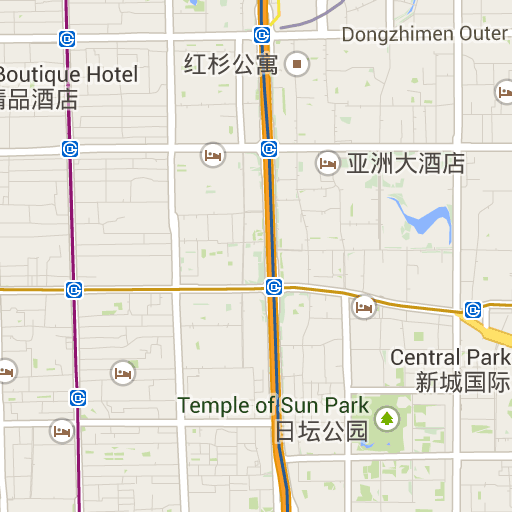 Dongzhimen Outer
红杉公寓
Boutique Hotel
精品酒店
亚洲大酒店
Central Park
新城国际
Temple of Sun Park
日坛公园